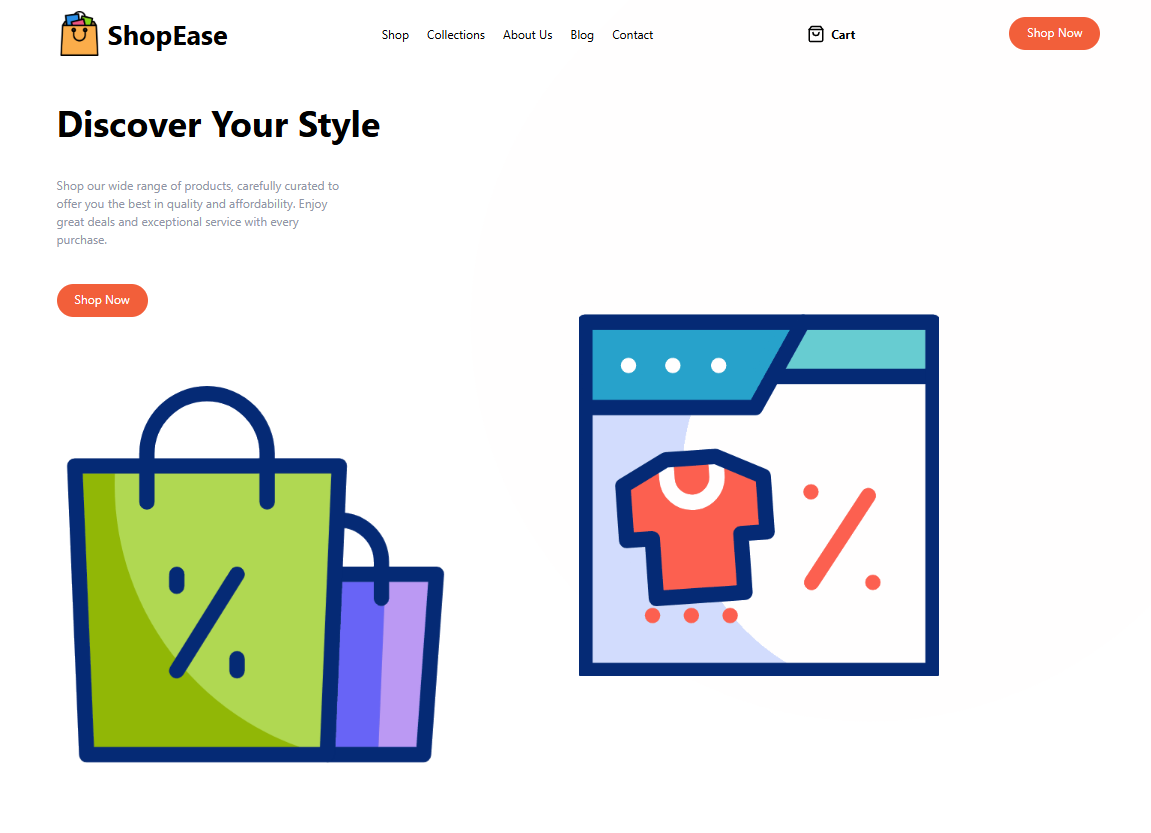 ShopEase
Shop Collections About Us Blog Contact
Cart
Shop Now
Discover Your Style
Shop our wide range of products, carefully curated to
offer you the best in quality and affordability. Enjoy
great deals and exceptional service with every
purchase.
Shop Now
%
%